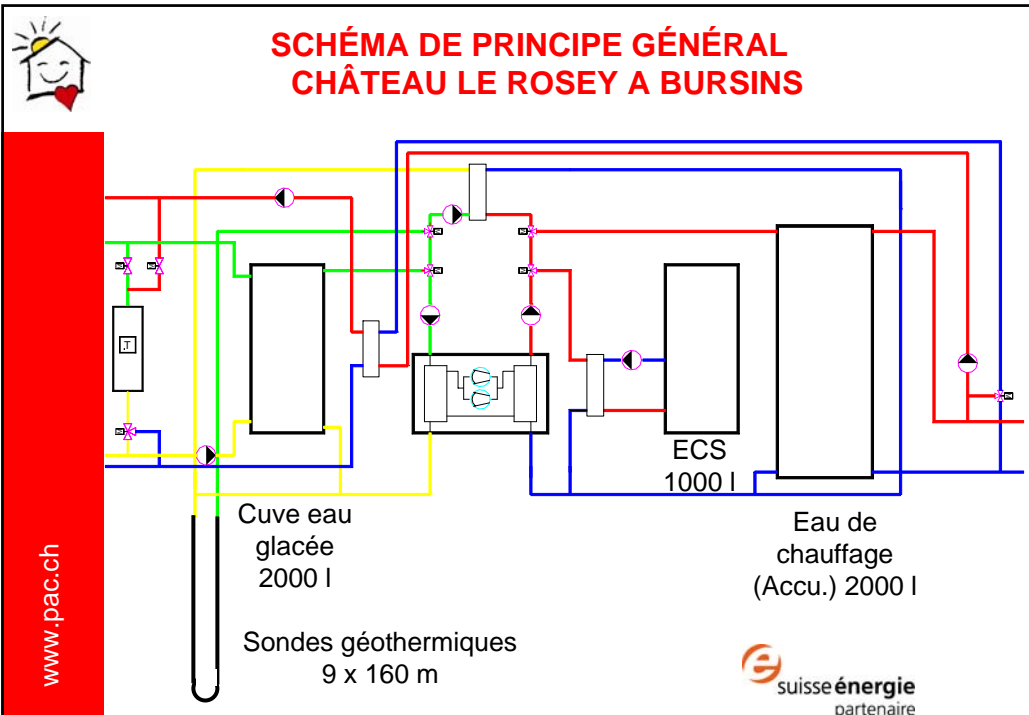 SCHÉMA DE PRINCIPE GÉNÉRAL
CHÂTEAU LE ROSEY A BURSINS
.T
ECS
1000 l
Cuve eau
glacée
2000 l
Eau de
chauffage
(Accu.) 2000 l
Sondes géothermiques
9 x 160 m
www.pac.ch
suisse énergie
partenaire